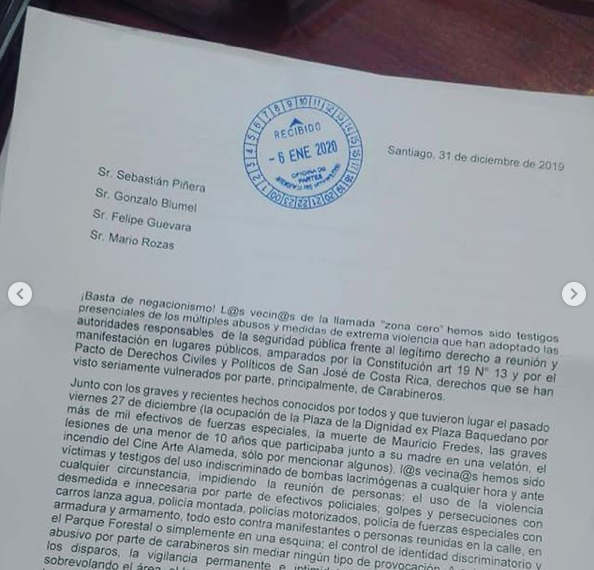 RECIBIDO
- 6 ENE 2020
OFICINA DE
PARTES
Santiago, 31 de diciembre de 2019
Sr. Sebastián Piñera
Sr. Gonzalo Blumel
Sr. Felipe Guevara
Sr. Mario Rozas
¡Basta de negacionismo! L@s vecin@s de la llamada "zona cero" hemos sido testigos
presenciales de los múltiples abusos y medidas de extrema violencia que han adoptado las
autoridades responsables de la seguridad pública frente al legítimo derecho a reunión y
manifestación en lugares públicos, amparados por la Constitución art 19 N° 13 y por el
Pacto de Derechos Civiles y Políticos de San José de Costa Rica, derechos que se han
visto seriamente vulnerados por parte, principalmente, de Carabineros.
Junto con los graves y recientes hechos conocidos por todos y que tuvieron lugar el pasado
viernes 27 de diciembre (la ocupación de la Plaza de la Dignidad ex Plaza Baquedano por
más de mil efectivos de fuerzas especiales, la muerte de Mauricio Fredes, las graves
lesiones de una menor de 10 años que participaba junto a su madre en una velatón, el
incendio del Cine Arte Alameda, sólo por mencionar algunos), l@s vecina@s hemos sido
víctimas y testigos del uso indiscriminado de bombas lacrimógenas a cualquier hora y ante
cualquier circunstancia, impidiendo la reunión de personas; el uso de la violencia
desmedida e innecesaria por parte de efectivos policiales; golpes y persecuciones con
carros lanza agua, policía montada, policías motorizados, policía de fuerzas especiales con
armadura y armamento, todo esto contra manifestantes o personas reunidas en la calle, en
el Parque Forestal o simplemente en una esquina; el control de identidad discriminatorio y
abusivo por parte de carabineros sin mediar ningún tipo de provocación.
los disparos, la vigilancia permanente e
sobrevolando el área,